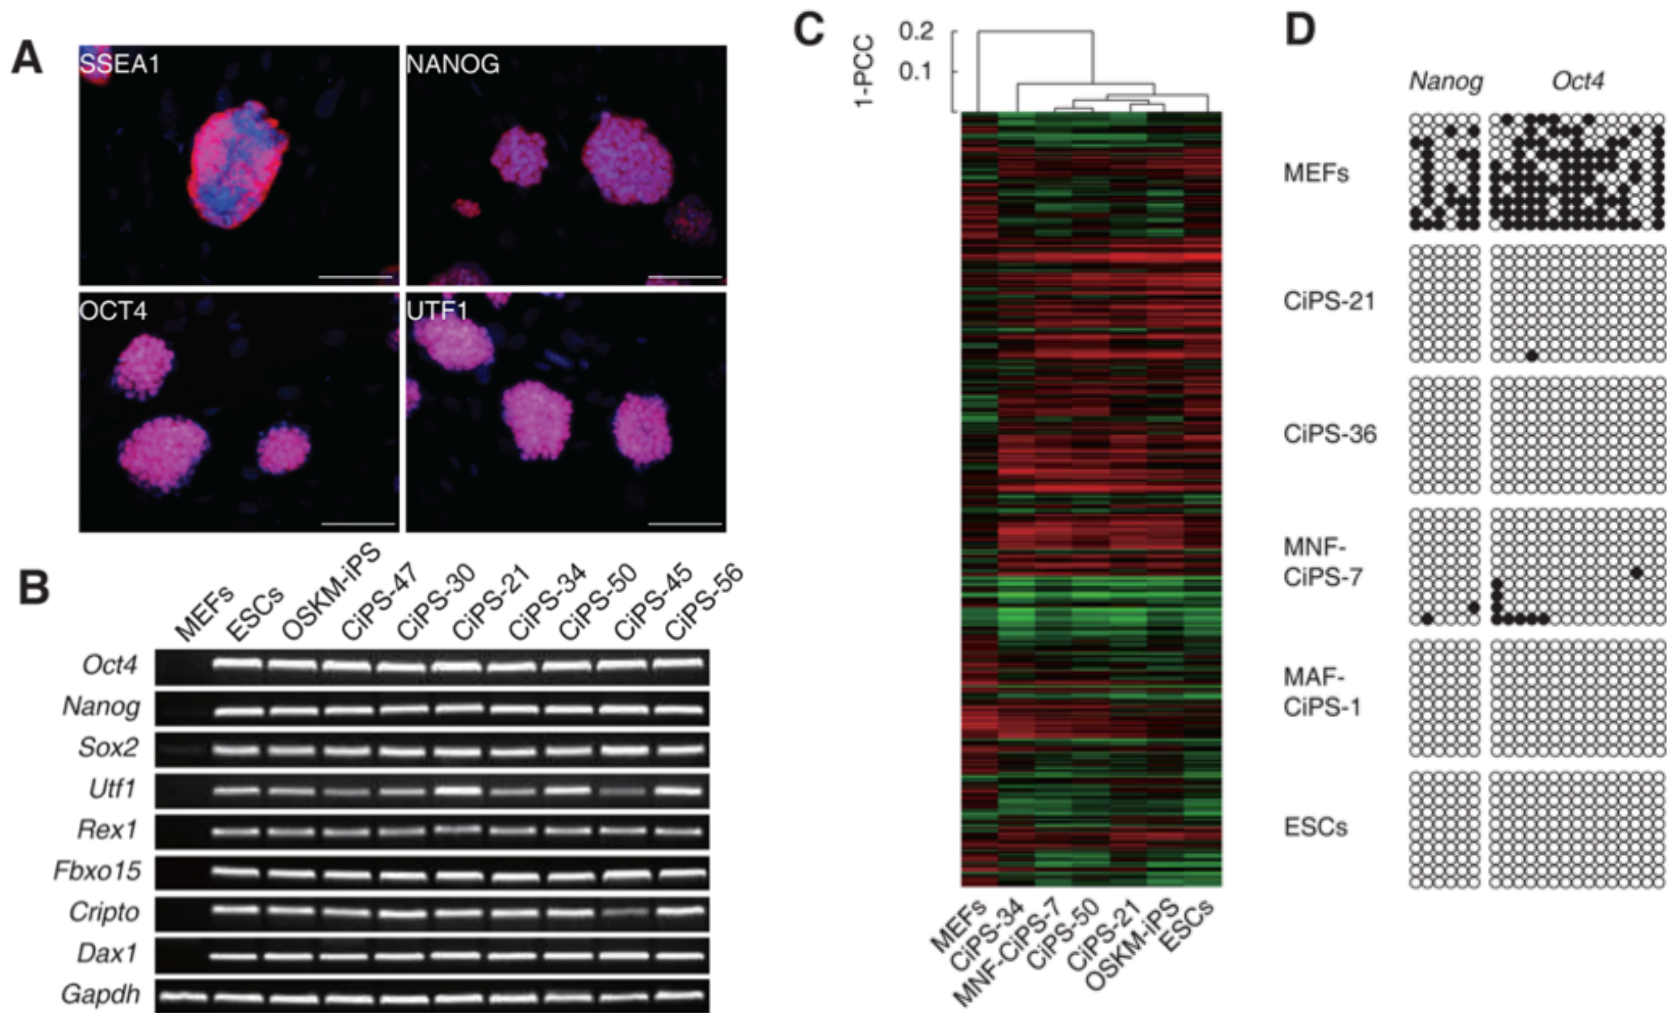 A
SSEA1
NANOG
OCT4
UTF1
B
MEFs
ESCs
OSKM-iPS
CiPS-47
CiPS-30
CiPS-21
CiPS-34
CiPS-50
CiPS-45
CiPS-56
Oct4
Nanog
Sox2
Utf1
Rex1
Fbxo15
Cripto
Dax1
Gapdh
C
1-PCC
0.2
0.1
MEFs
CiPS-34
MNF-CiPS-7
CiPS-50
CiPS-21
OSKM-iPS
ESCs
D
Nanog
Oct4
MEFs
CiPS-21
CiPS-36
MNF-
CiPS-7
MAF-
CiPS-1
ESCs